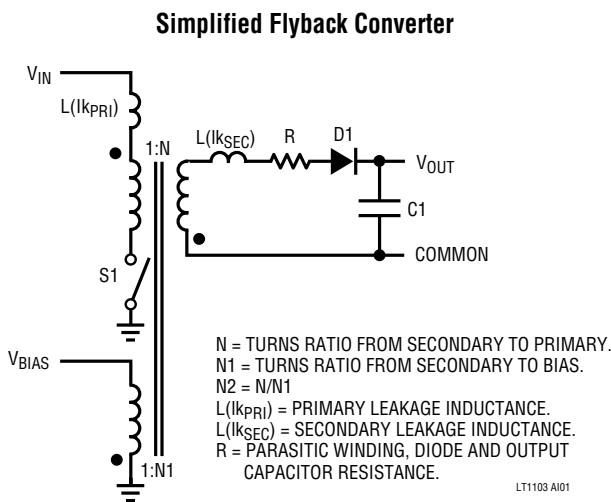 Simplified Flyback Converter
VIN
L(lkPRI)
1:N
L(lkSEC)
R
D1
VOUT
C1
S1
COMMON
VBIAS
1:N1
N = TURNS RATIO FROM SECONDARY TO PRIMARY.
N1 = TURNS RATIO FROM SECONDARY TO BIAS.
N2 = N/N1
L(lkPRI) = PRIMARY LEAKAGE INDUCTANCE.
L(lkSEC) = SECONDARY LEAKAGE INDUCTANCE.
R = PARASITIC WINDING, DIODE AND OUTPUT
CAPACITOR RESISTANCE.
LT1103 AI01